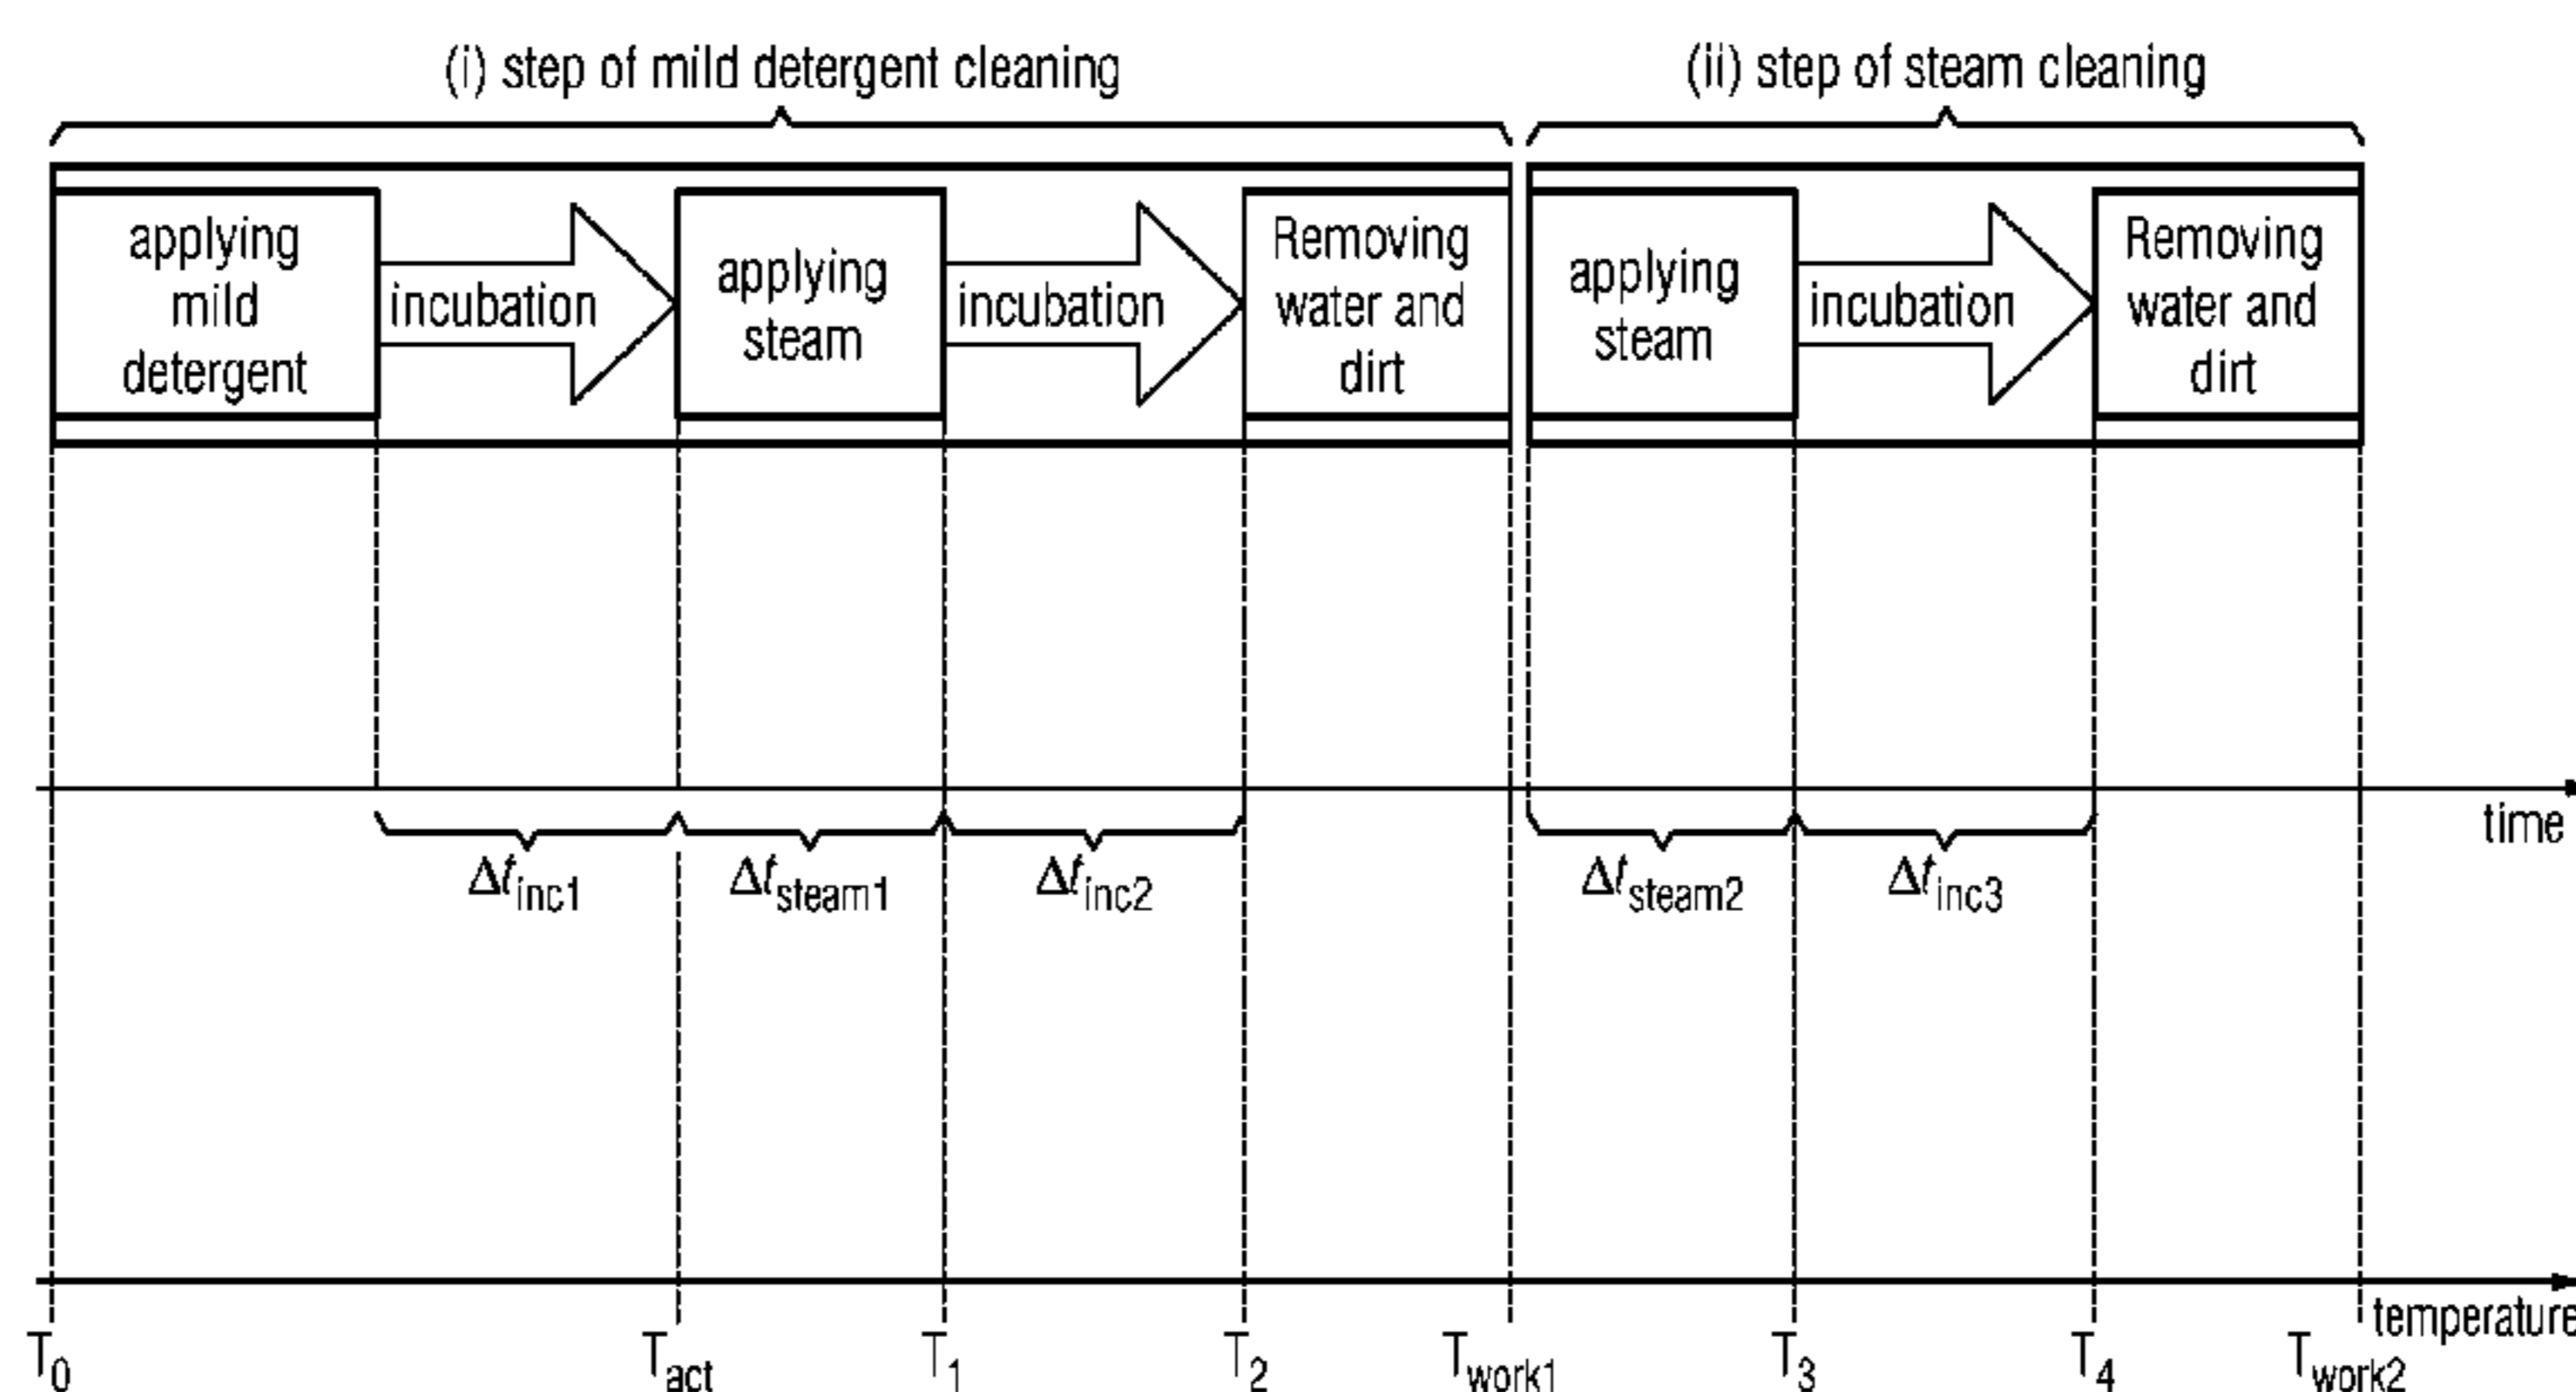 (i) step of mild detergent cleaning
(ii) step of steam cleaning
applying
mild
detergent
incubation
applying
steam
incubation
Removing
water and
dirt
applying
steam
incubation
Removing
water and
dirt
time
Δtinc1
Δtsteam1
Δtinc2
Δtsteam2
Δtinc3
temperature
T0
Tact
T1
T2
Twork1
T3
T4
Twork2